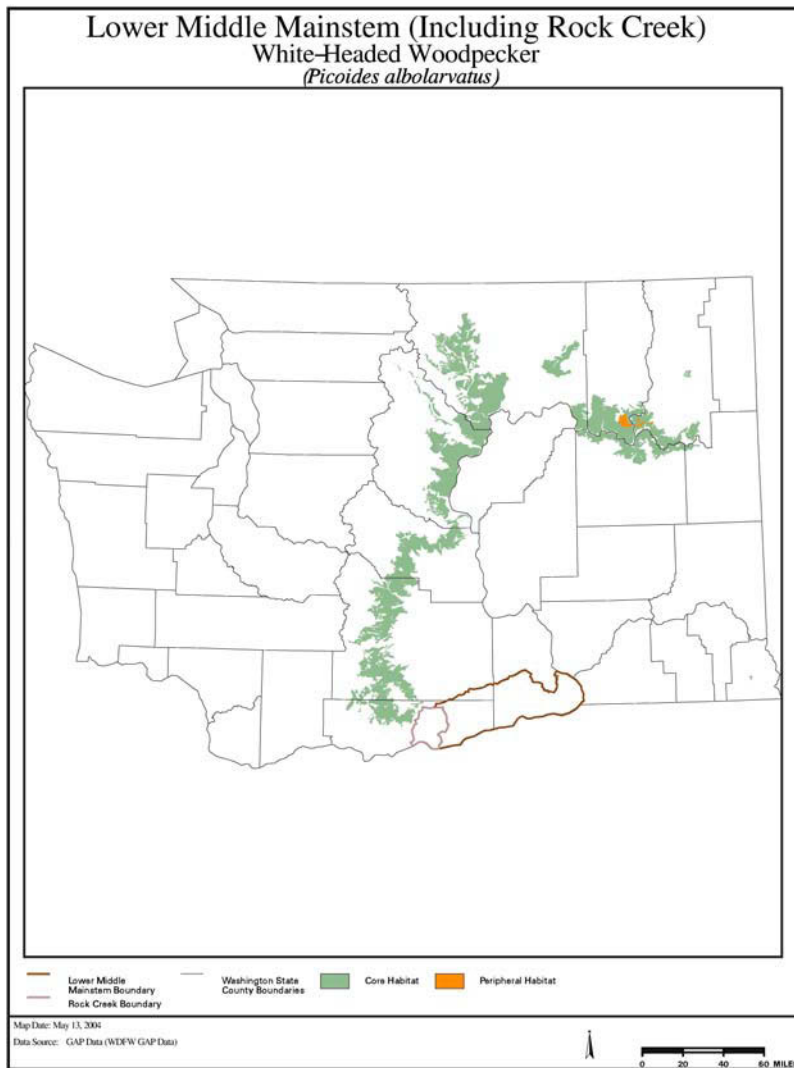 Lower Middle Mainstem (Including Rock Creek)
White-Headed Woodpecker
(Picoides albolarvatus)
Lower Middle
Mainstem Boundary
Rock Creek Boundary
Washington State
County Boundaries
Core Habitat
Peripheral Habitat
Map Date: May 13, 2004
Data Source: GAP Data (WDFW GAP Data)
0 20 40 60 MILES